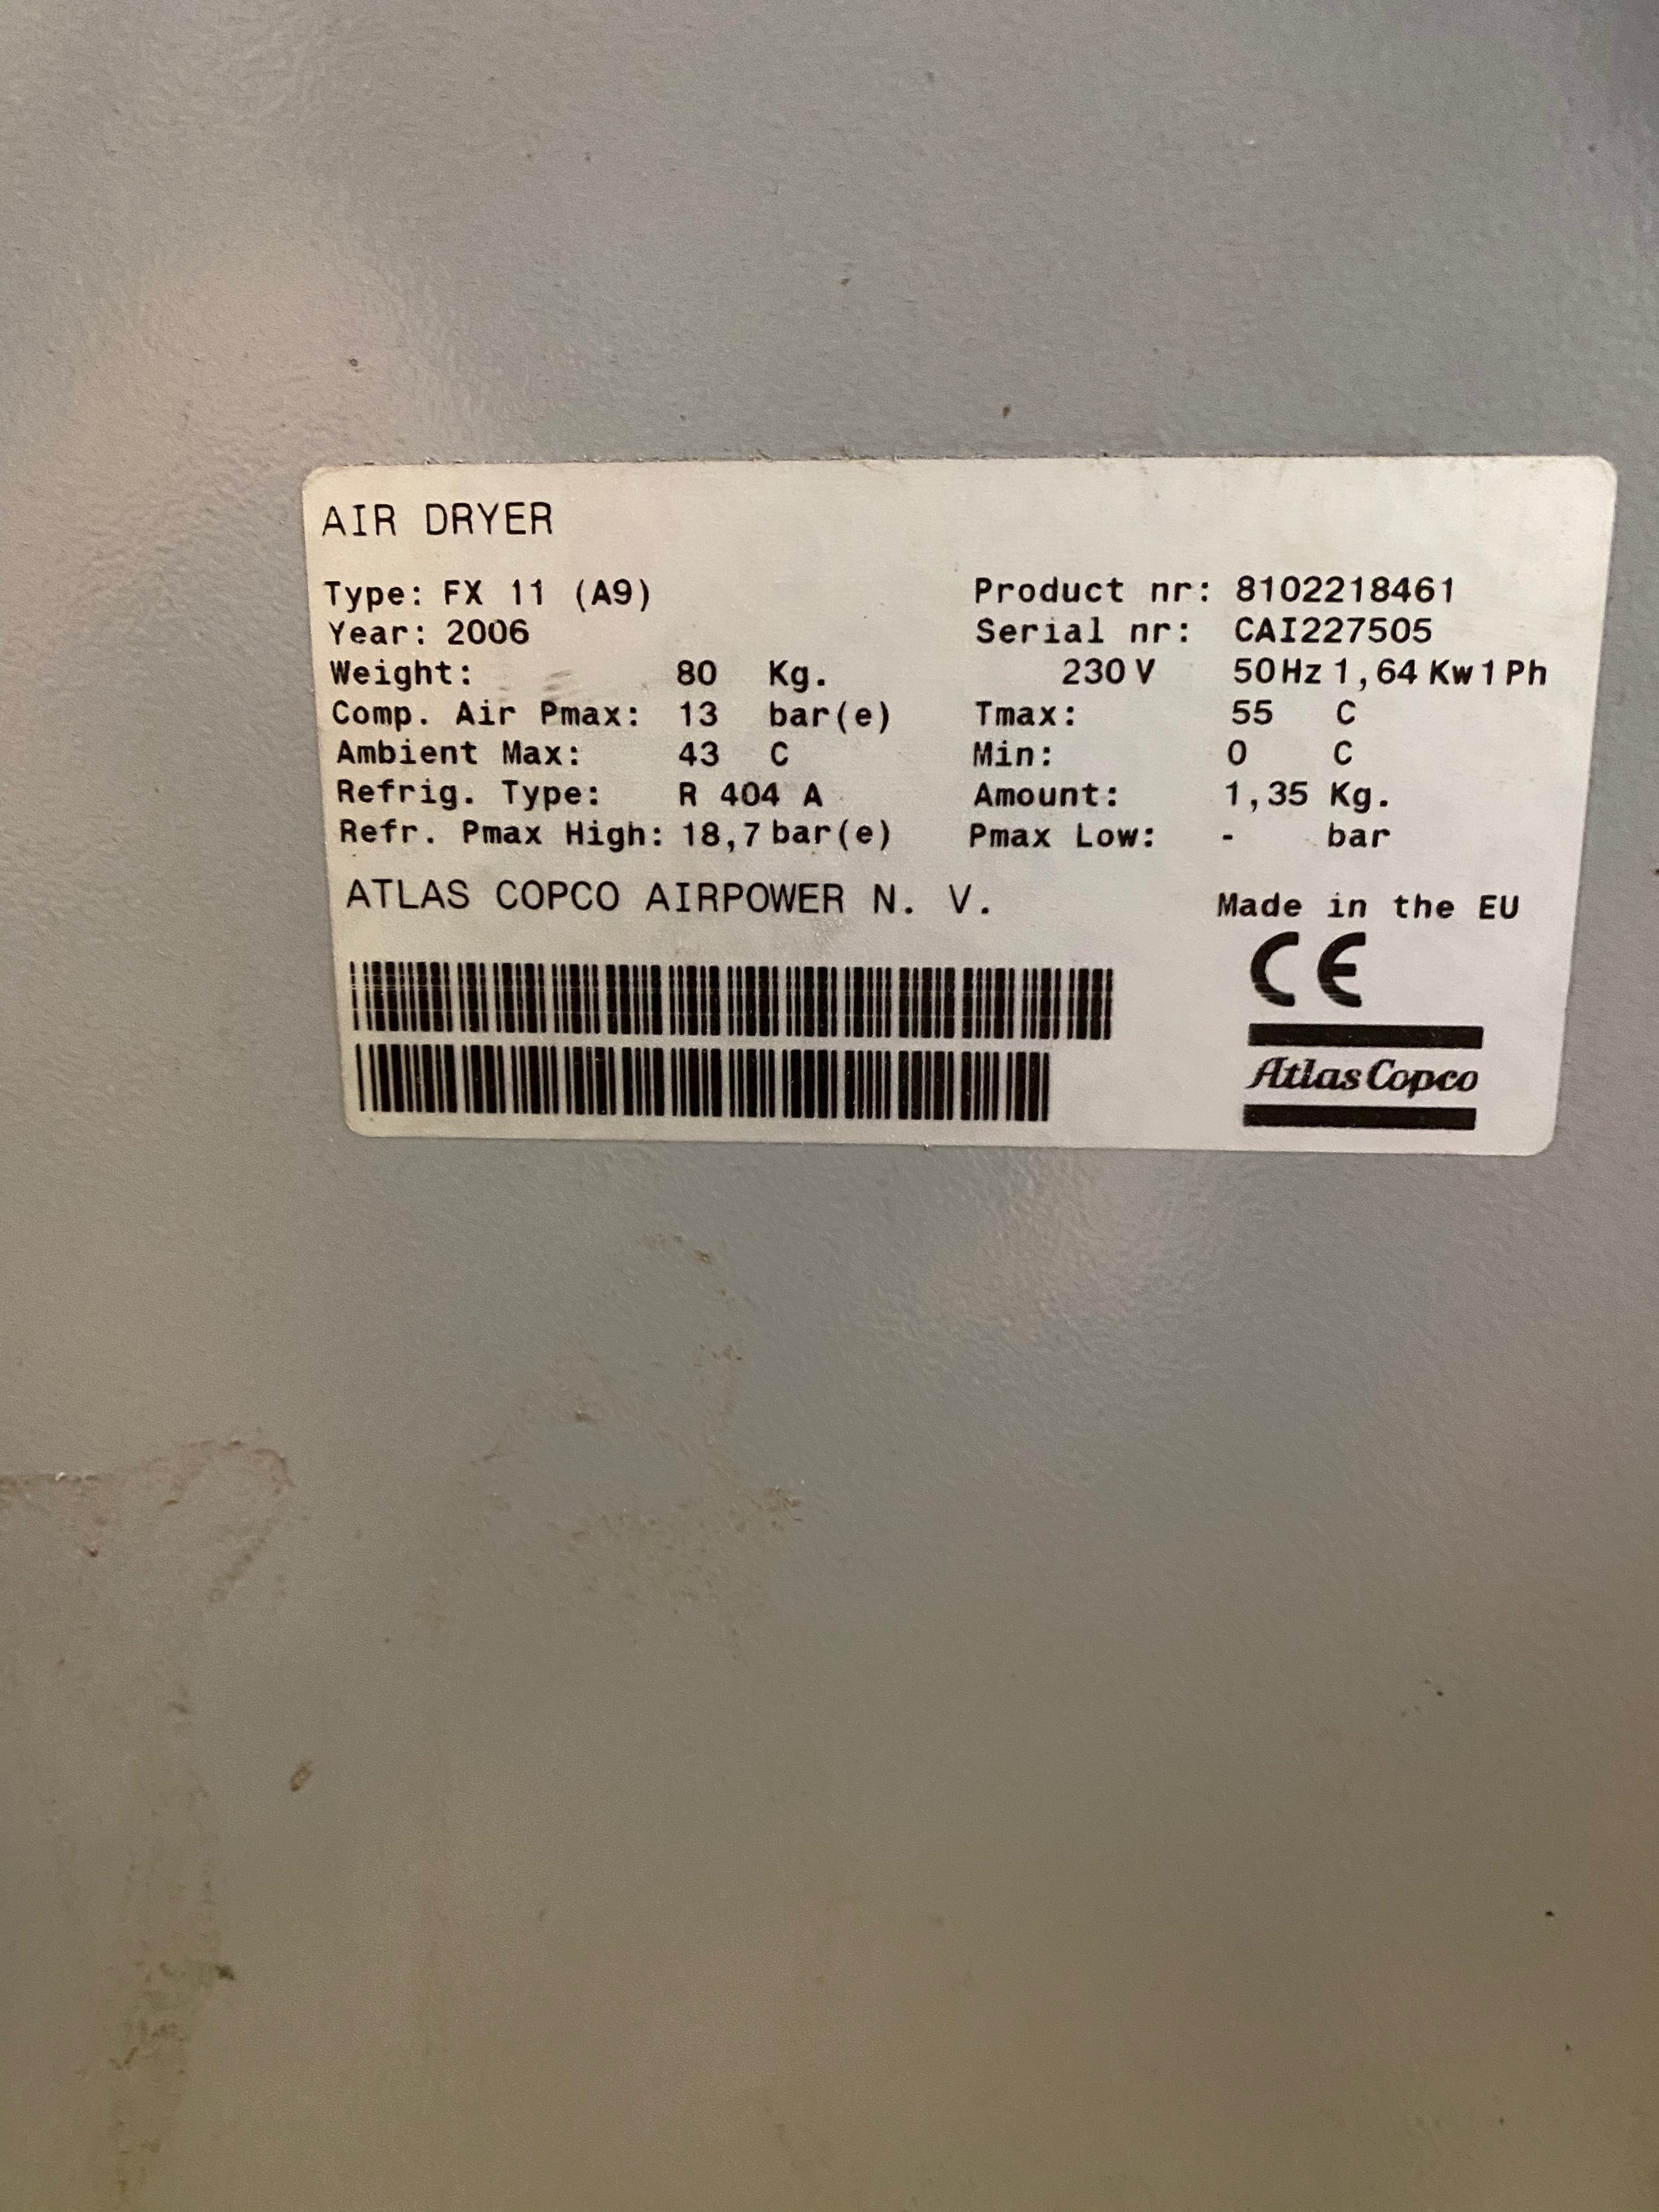 AIR DRYER
Type: FX 11 (A9) Product nr: 8102218461
Year: 2006 Serial nr: CAI227505
Weight: 80 Kg. 230 V 50Hz 1,64 Kw 1 Ph
Comp. Air Pmax: 13 bar(e) Tmax: 55 C
Ambient Max: 43 C Min: 0 C
Refrig. Type: R 404 A Amount: 1,35 Kg.
Refr. Pmax High: 18,7 bar(e) Pmax Low: - bar
ATLAS COPCO AIRPOWER N. V. Made in the EU
CE
Atlas Copco